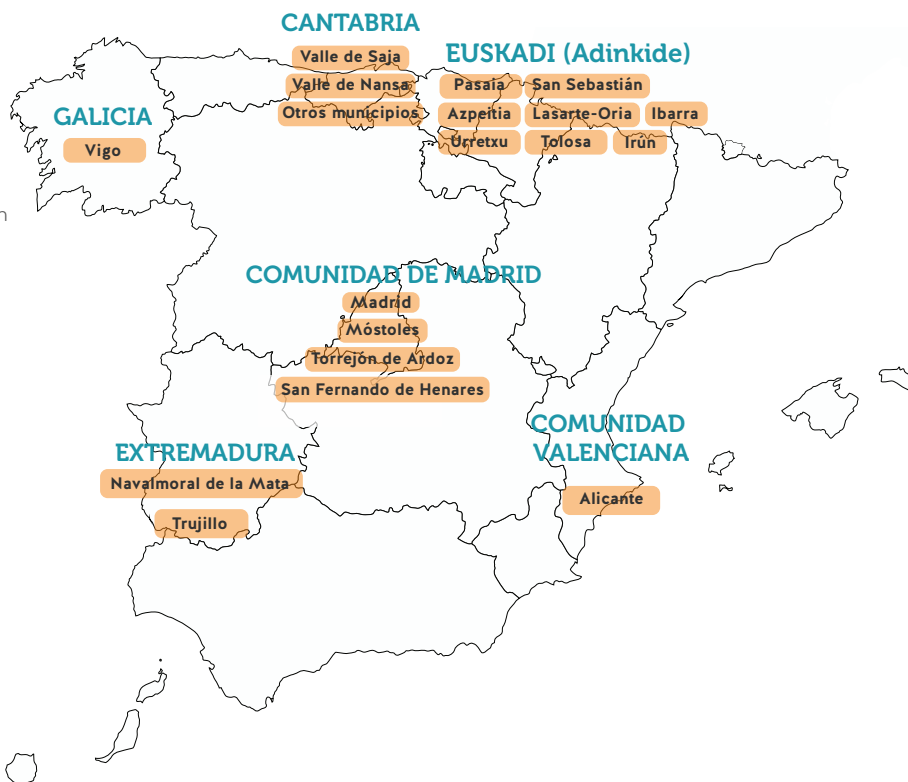 CANTABRIA
Valle de Saja
Valle de Nansa
Otros municipios
EUSKADI (Adinkide)
Pasaia San Sebastián
Azpeitia Lasarte-Oria Ibarra
Urretxu Tolosa Irun
GALICIA
Vigo
n
COMUNIDAD DE MADRID
Madrid
Móstoles
Torrejón de Ardoz
San Fernando de Henares
EXTREMADURA
Navalmoral de la Mata
Trujillo
COMUNIDAD
VALENCIANA
Alicante